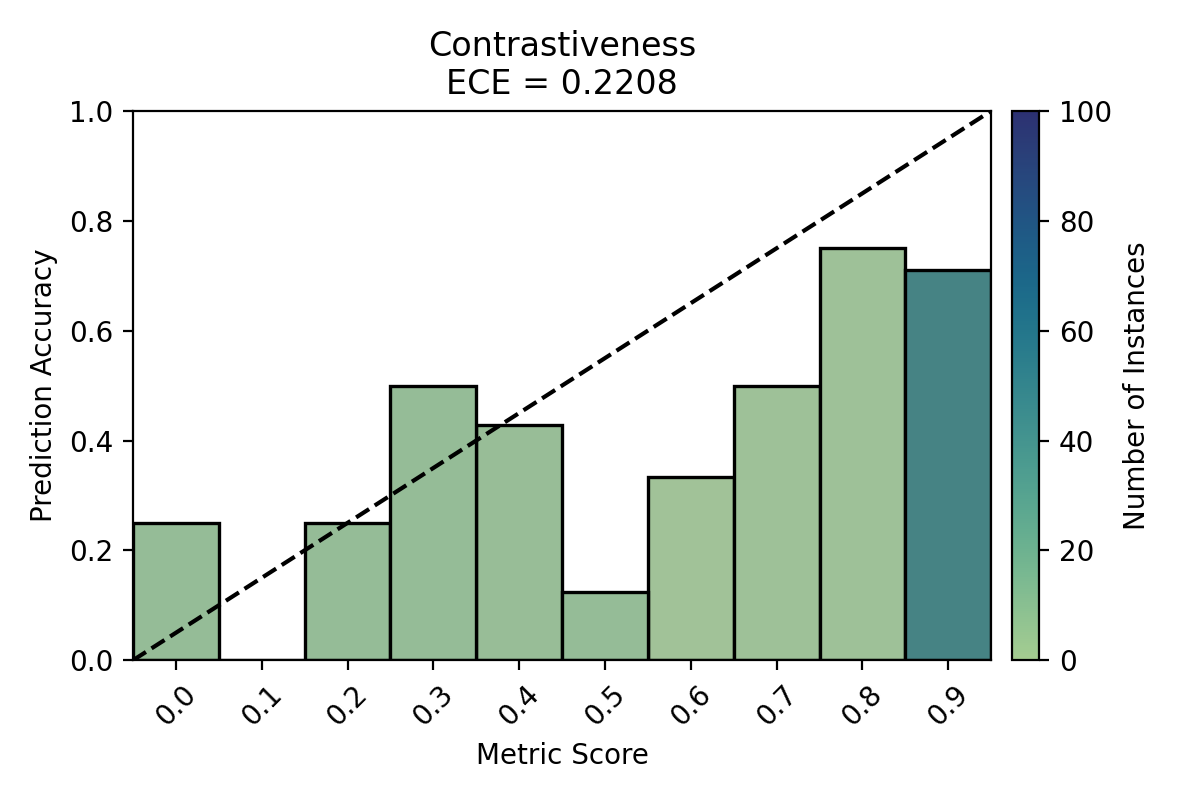 Contrastiveness
ECE = 0.2208
Prediction Accuracy
1.0
0.8
0.6
0.4
0.2
0.0
0.0 0.1 0.2 0.3 0.4 0.5 0.6 0.7 0.8 0.9
Metric Score
100
80
60
40
20
0
Number of Instances